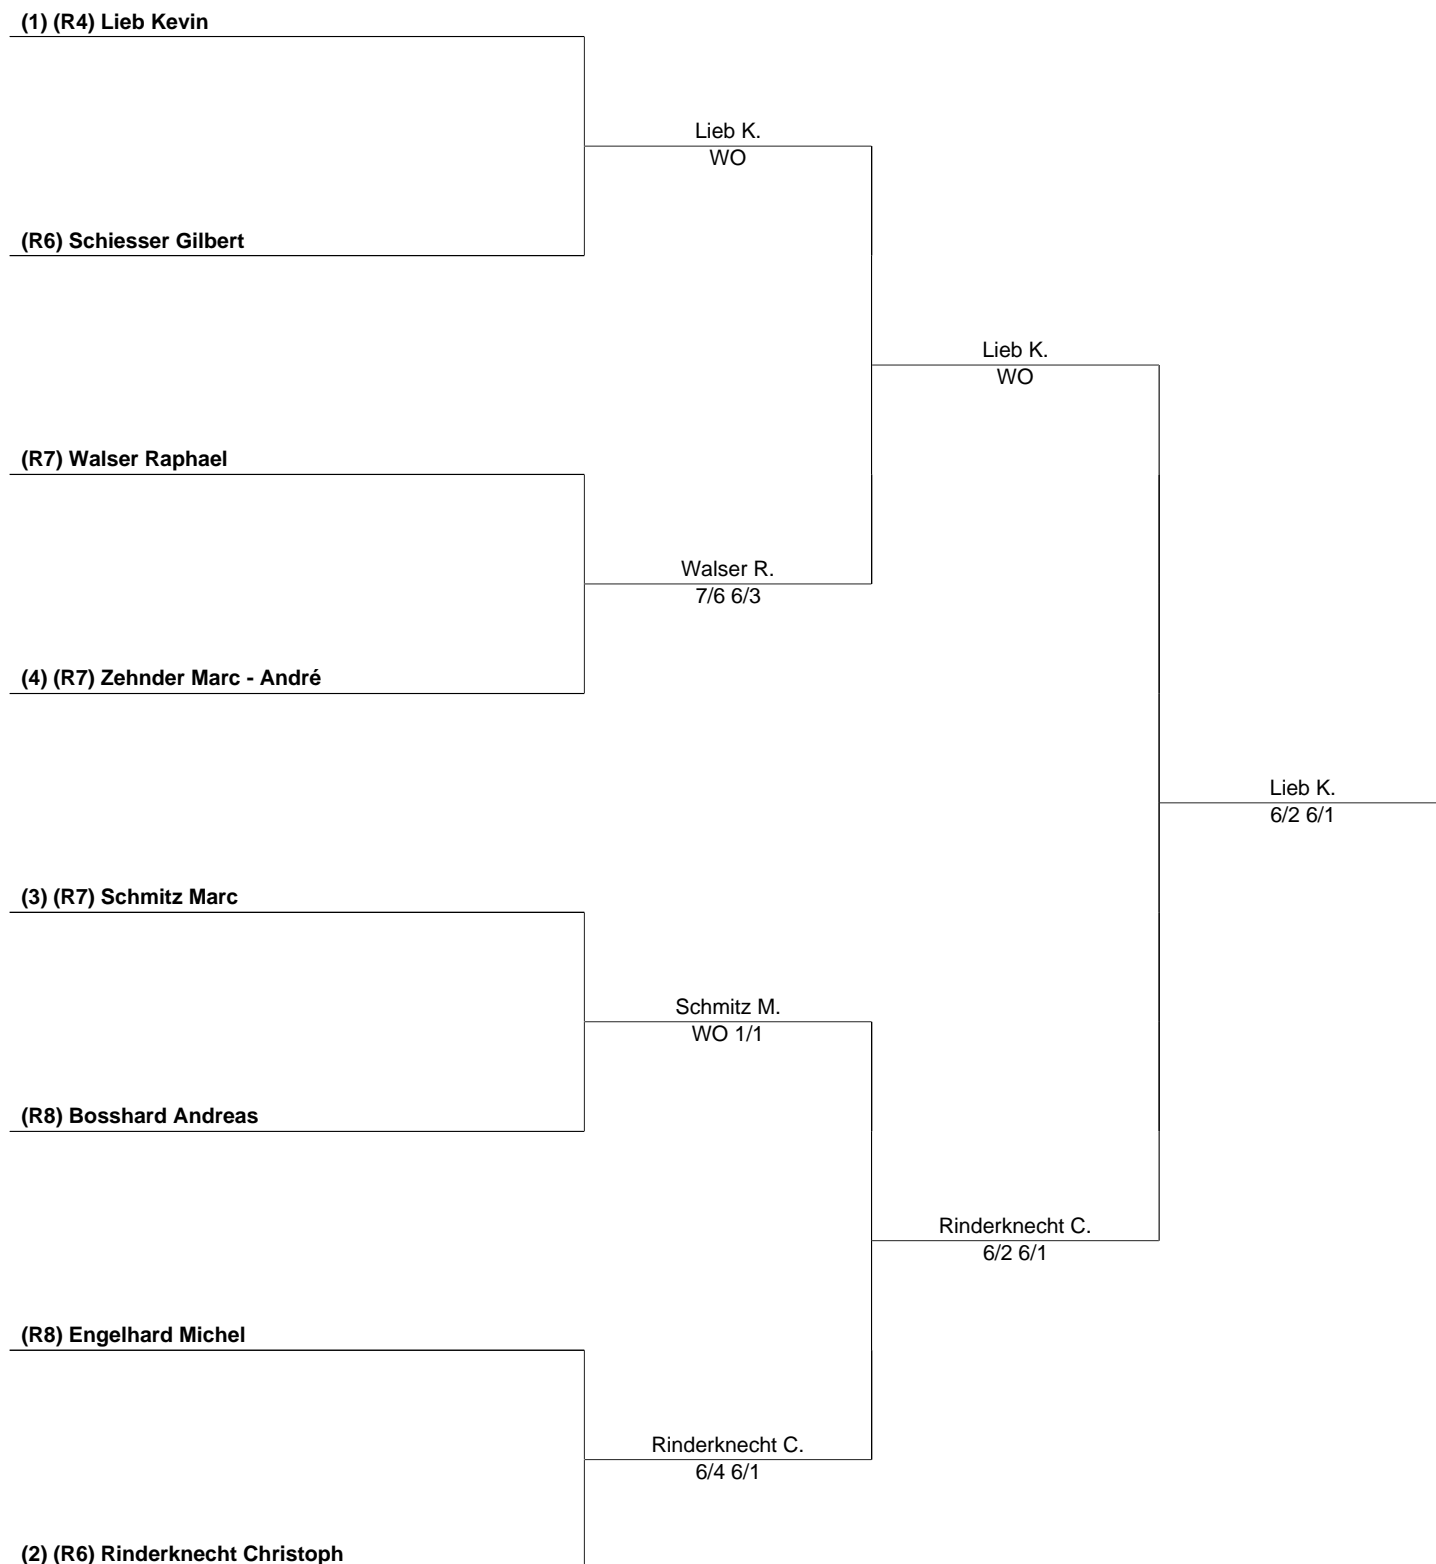 (1) (R4) Lieb Kevin
Lieb K.
WO
(R6) Schiesser Gilbert
Lieb K.
WO
(R7) Walser Raphael
Walser R.
7/6 6/3
(4) (R7) Zehnder Marc - André
Lieb K.
6/2 6/1
(3) (R7) Schmitz Marc
Schmitz M.
WO 1/1
(R8) Bosshard Andreas
Rinderknecht C.
6/2 6/1
(R8) Engelhard Michel
Rinderknecht C.
6/4 6/1
(2) (R6) Rinderknecht Christoph